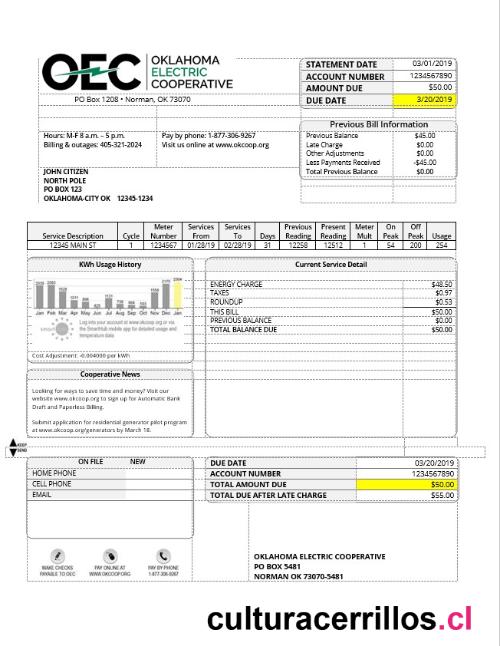 OEC
OKLAHOMA
ELECTRIC
COOPERATIVE
PO Box 1208 • Norman, OK 73070
STATEMENT DATE 03/01/2019
ACCOUNT NUMBER 1234567890
AMOUNT DUE $50.00
DUE DATE 3/20/2019
Previous Bill Information
Previous Balance $45.00
Late Charge $0.00
Other Adjustments $0.00
Less Payments Received -$45.00
Total Previous Balance $0.00
Hours: M-F 8 a.m. – 5 p.m. Pay by phone: 1-877-306-9267
Billing & outages: 405-321-2024 Visit us online at www.okcoop.org
JOHN CITIZEN
NORTH POLE
PO BOX 123
OKLAHOMA-CITY OK 12345-1234
Service Description Cycle Meter Number Services From Services To Days Previous Reading Present Reading Meter Mult On Peak Off Peak Usage
12345 MAIN ST 1 1234567 01/28/19 02/28/19 31 12258 12512 1 54 200 254
KWh Usage History
Jan Feb Mar Apr May Jun Jul Aug Sep Oct Nov Dec Jan
Log into your account at www.okcoop.org or via
the SmartHub mobile app for detailed usage and
temperature data
Cost Adjustment: -0.004000 per kWh
Current Service Detail
ENERGY CHARGE $48.50
TAXES $0.97
ROUNDUP $0.53
THIS BILL $50.00
PREVIOUS BALANCE $0.00
TOTAL BALANCE DUE $50.00
Cooperative News
Looking for ways to save time and money? Visit our
website www.okcoop.org to sign up for Automatic Bank
Draft and Paperless Billing.
Submit application for residential generator pilot program
at www.okcoop.org/generators by March 18.
KEEP
SEND
ON FILE NEW
HOME PHONE
CELL PHONE
EMAIL
DUE DATE 03/20/2019
ACCOUNT NUMBER 1234567890
TOTAL AMOUNT DUE $50.00
TOTAL DUE AFTER LATE CHARGE $55.00
MAKE CHECKS
PAYABLE TO OEC
PAY ONLINE AT
WWW.OKCOOP.ORG
PAY BY PHONE
1-877-306-9267
OKLAHOMA ELECTRIC COOPERATIVE
PO BOX 5481
NORMAN OK 73070-5481
culturacerrillos.cl